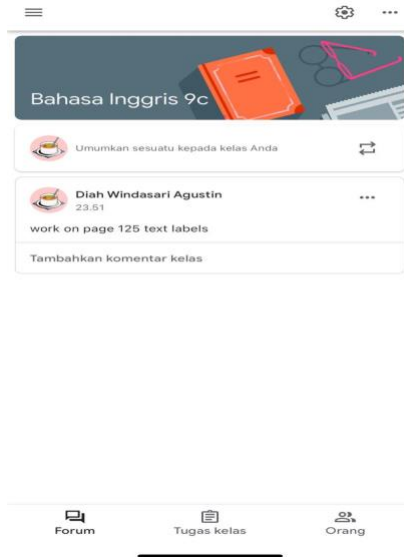 Bahasa Inggris 9c
Umumkan sesuatu kepada kelas Anda
Diah Windasari Agustin
23.51
work on page 125 text labels
Tambahkan komentar kelas
Forum
Tugas kelas
Orang